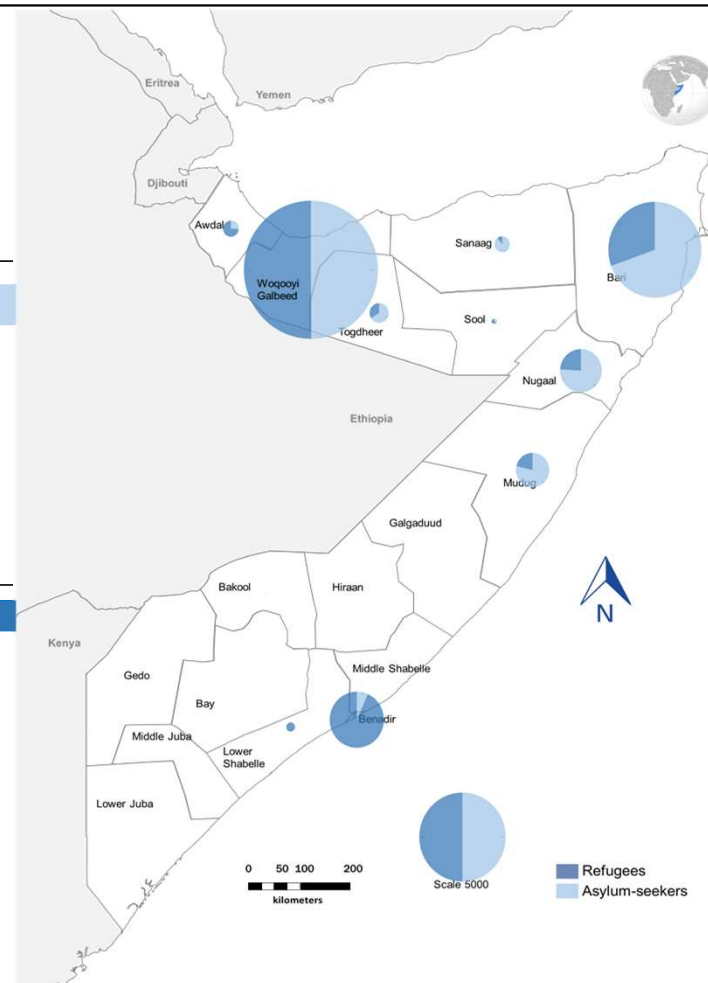 Eritrea
Yemen
Djibouti
Awdal
Woqooyi
Galbeed
Togdheer
Sanaag
Sool
Bari
Nugaal
Ethiopia
Mudug
Galgaduud
Bakool
Hiraan
Kenya
Gedo
Bay
Middle Shabelle
Benadir
Middle Juba
Lower
Shabelle
Lower Juba
N
0 50 100 200
kilometers
Scale 5000
Refugees
Asylum-seekers